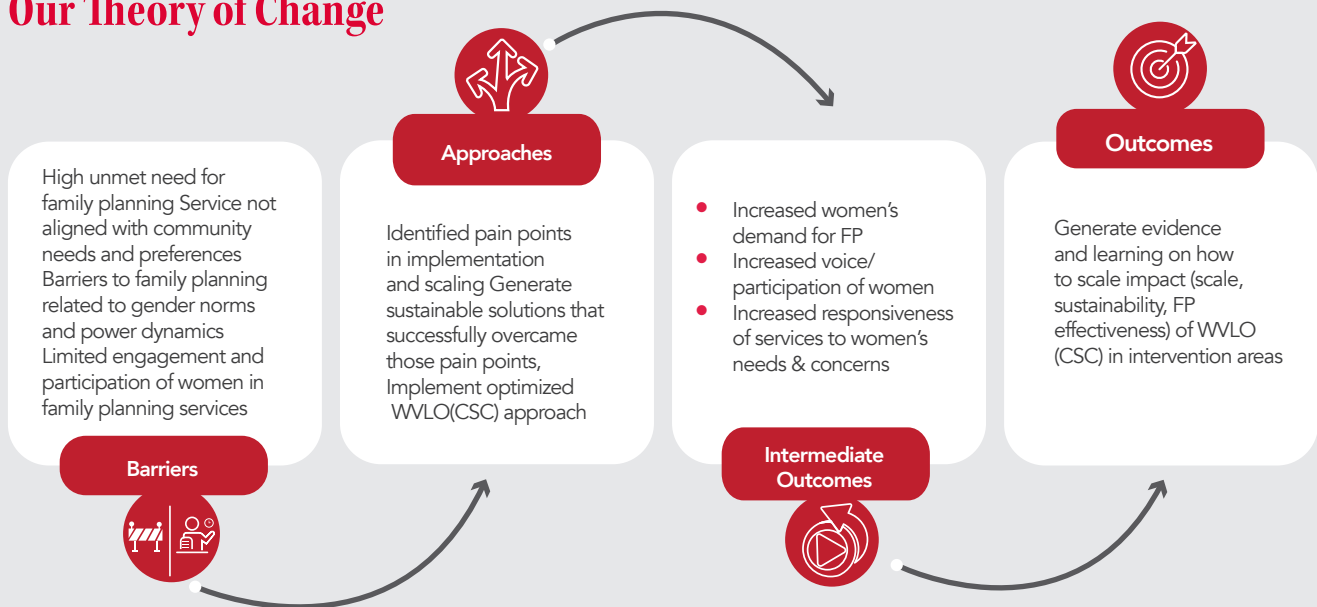 Our Theory of Change
High unmet need for
family planning Service not
aligned with community
needs and preferences
Barriers to family planning
related to gender norms
and power dynamics
Limited engagement and
participation of women in
family planning services
Barriers
Approaches
Identified pain points
in implementation
and scaling Generate
sustainable solutions that
successfully overcame
those pain points,
Implement optimized
WVLO(CSC) approach
• Increased women's
demand for FP
• Increased voice/
participation of women
• Increased responsiveness
of services to women's
needs & concerns
Intermediate
Outcomes
Outcomes
Generate evidence
and learning on how
to scale impact (scale,
sustainability, FP
effectiveness) of WVLO
(CSC) in intervention areas